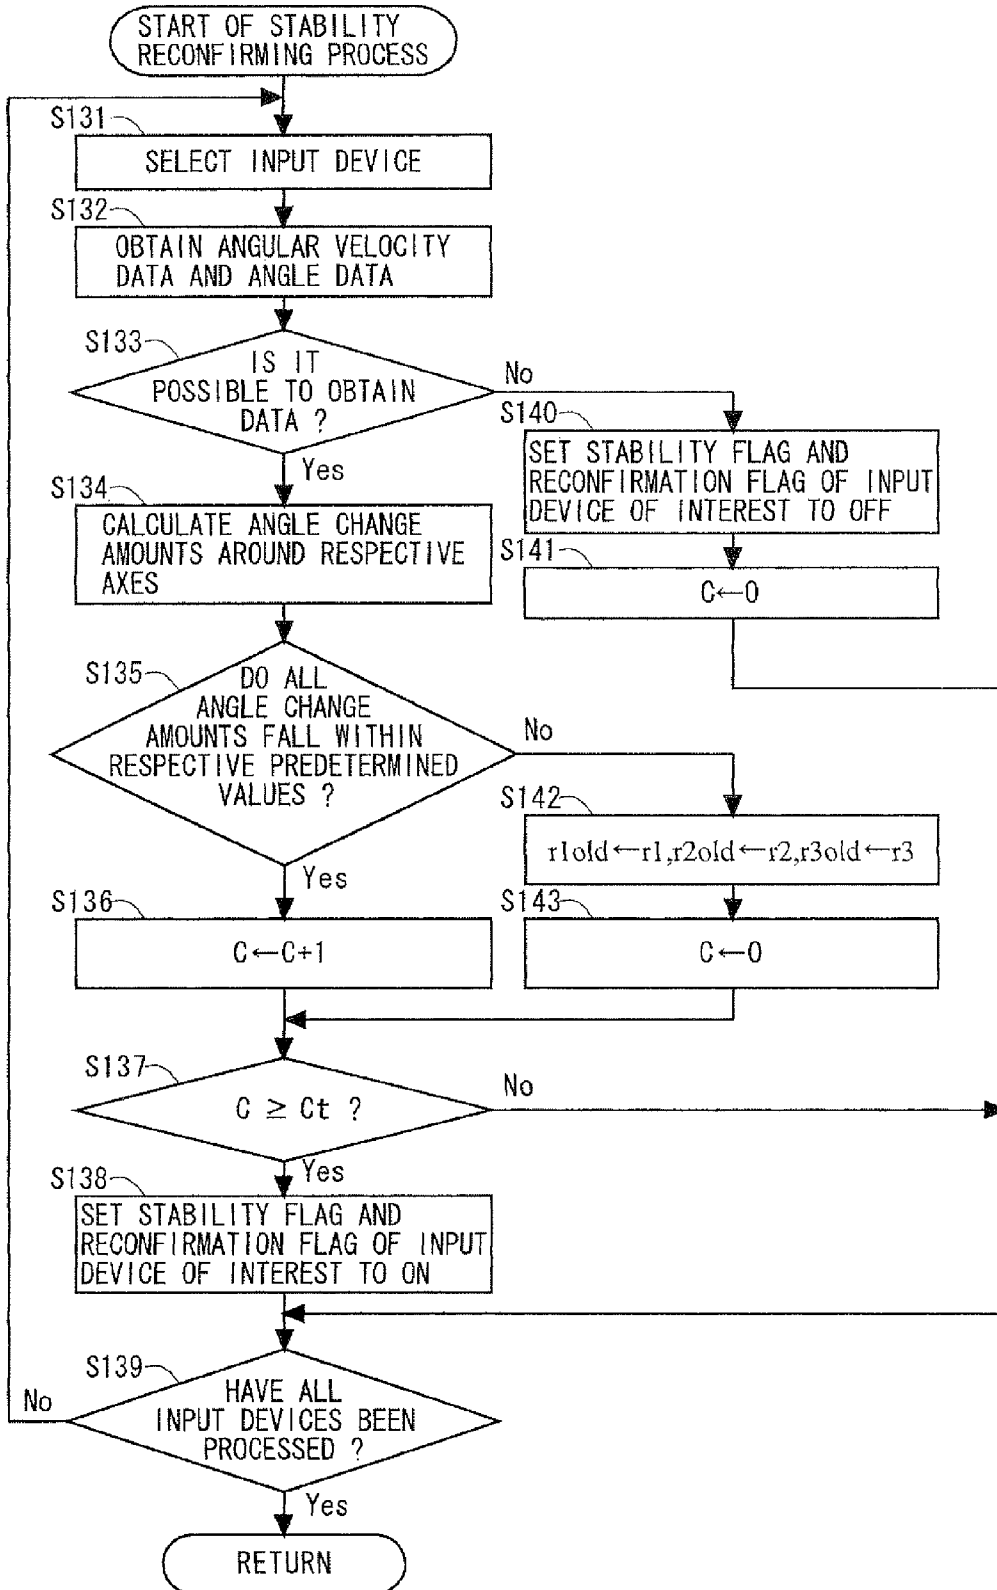 START OF STABILITY
RECONFIRMING PROCESS
S131
SELECT INPUT DEVICE
S132
OBTAIN ANGULAR VELOCITY
DATA AND ANGLE DATA
S133
IS IT
POSSIBLE TO OBTAIN
DATA ?
No
Yes
S140
SET STABILITY FLAG AND
RECONFIRMATION FLAG OF INPUT
DEVICE OF INTEREST TO OFF
S134
CALCULATE ANGLE CHANGE
AMOUNTS AROUND RESPECTIVE
AXES
S141
C←0
S135
DO ALL
ANGLE CHANGE
AMOUNTS FALL WITHIN
RESPECTIVE PREDETERMINED
VALUES ?
No
Yes
S142
r1old←r1,r2old←r2,r3old←r3
S136
C←C+1
S143
C←0
S137
C ≥ Ct ?
No
Yes
S138
SET STABILITY FLAG AND
RECONFIRMATION FLAG OF INPUT
DEVICE OF INTEREST TO ON
S139
No
HAVE ALL
INPUT DEVICES BEEN
PROCESSED ?
Yes
RETURN